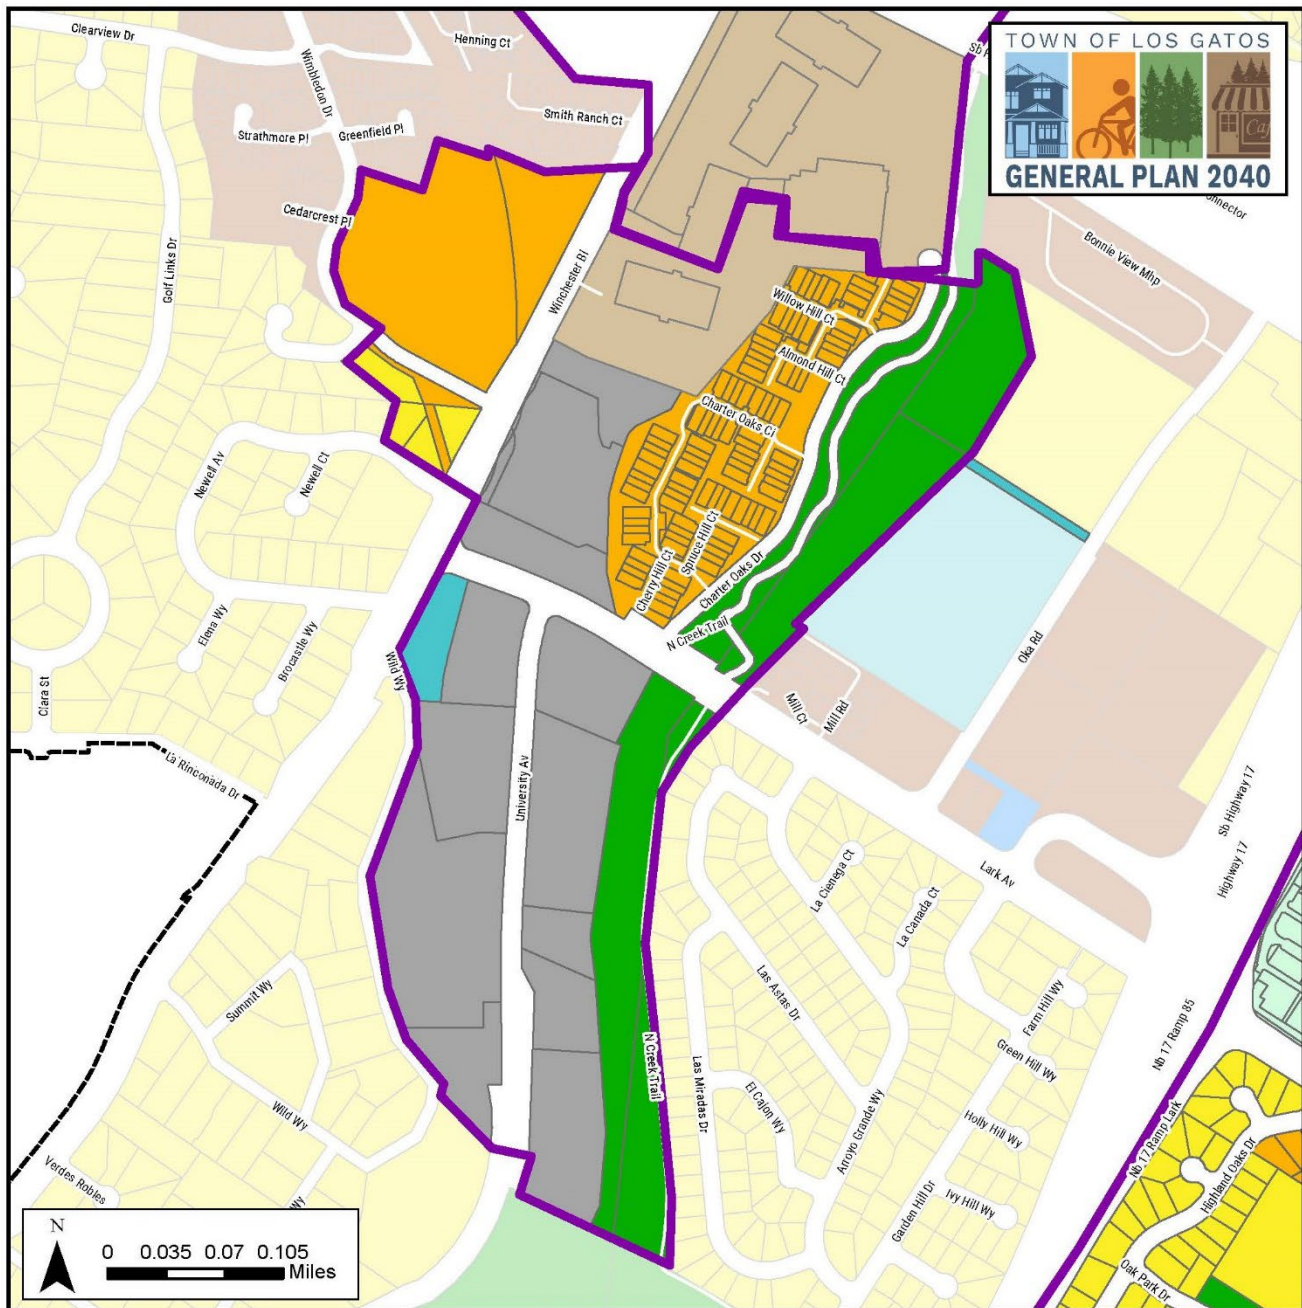 Clearview Dr
Henning Ct
Sb
TOWN OF LOS GATOS
Caf
GENERAL PLAN 2040
Wimbledon Dr
Smith Ranch Ct
Strathmore Pl
Greenfield Pl
onnector
Cedarcrest Pl
Golf Links Dr
Winchester Bl
Bonnie View Mhp
Willow Hill Ct
Almond Hill Ct
Charter Oaks Ci
Newell Av
Newell Ct
Spruce Hill Ct
Cherry Hill Ct
Charter Oaks Dr
N Creek Trail
Elena Wy
Brocastle Wy
Wild Wy
Oka Rd
Clara St
Mill Ct
Mill Rd
La Rinconada Dr
University Av
Sb Highway 17
Highway 17
Lark Av
La Cienega Ct
La Canada Ct
Summit Wy
Las Astas Dr
Farm Hill Wy
Green Hill Wy
Nb 17 Ramp 85
N Creek Trail
Las Miradas Dr
El Cajon Wy
Arroyo Grande Wy
Holly Hill Wy
Wild Wy
Nb 17 Ramp Lark
Highland Oaks Dr
Verdes Robles
Wy
Garden Hill Dr
Ivy Hill Wy
Oak Park Dr
N
0 0.035 0.07 0.105
Miles